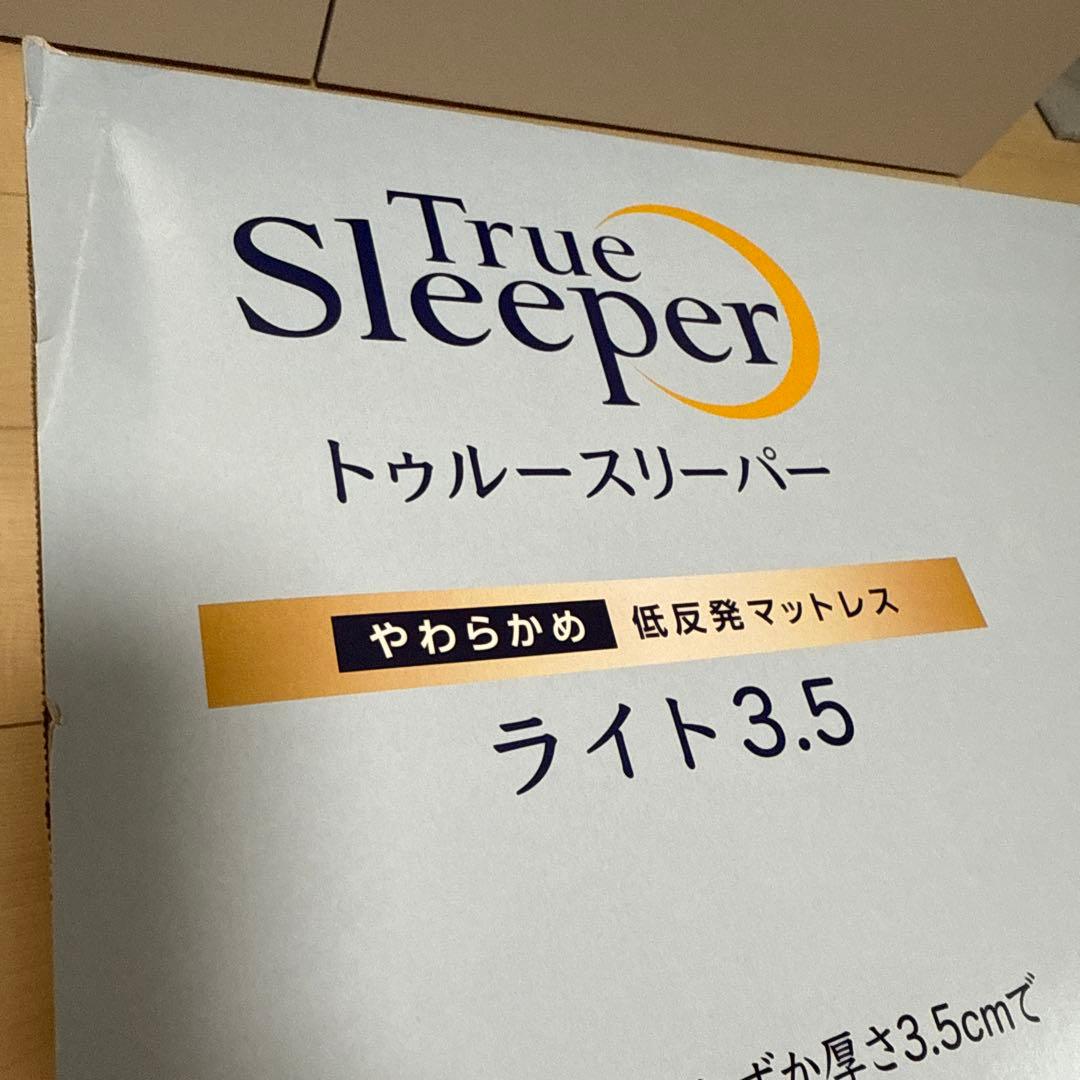 True
Sleeper
トゥルースリーパー
やわらかめ 低反発マットレス
ライト3.5
ずか厚さ3.5cmで